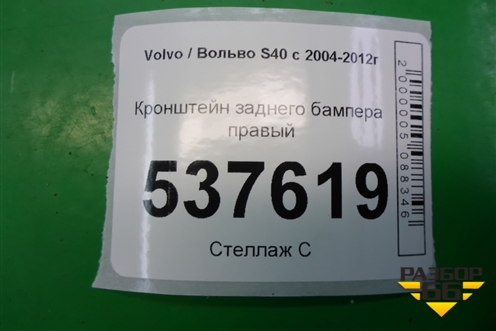 Volvo / Вольво S40 с 2004-2012г
Кронштейн заднего бампера
правый
537619
Стеллаж С
2000005088346
РАЗБОР
66